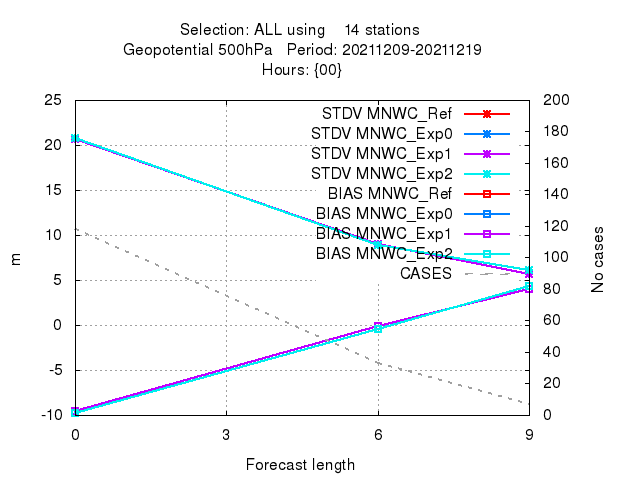 Selection: ALL using 14 stations
Geopotential 500hPa Period: 20211209-20211219
Hours: {00}
25 200
STDV MNWC_Ref
180
STDV MNWC_Exp0
20
STDV MNWC_Exp1
160
STDV MNWC_Exp2
15 140
BIAS MNWC_Ref
BIAS MNWC_Exp0
120
10
BIAS MNWC_Exp1
BIAS MNWC_Exp2
100
CASES
5
80
m
No cases
0 60
40
-5
20
-10 0
0 3 6 9
Forecast length